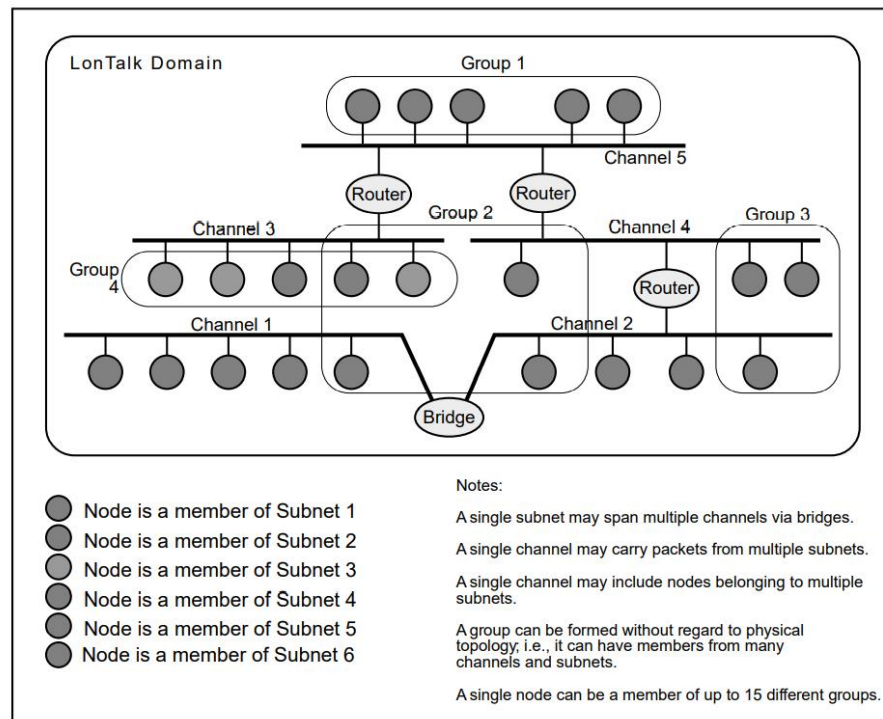 LonTalk Domain
Group 1
Channel 5
Router
Router
Group 2
Channel 3
Channel 4
Group 3
Group
4
Router
Channel 1
Channel 2
Bridge
Node is a member of Subnet 1
Node is a member of Subnet 2
Node is a member of Subnet 3
Node is a member of Subnet 4
Node is a member of Subnet 5
Node is a member of Subnet 6
Notes:
A single subnet may span multiple channels via bridges.
A single channel may carry packets from multiple subnets.
A single channel may include nodes belonging to multiple
subnets.
A group can be formed without regard to physical
topology; i.e., it can have members from many
channels and subnets.
A single node can be a member of up to 15 different groups.